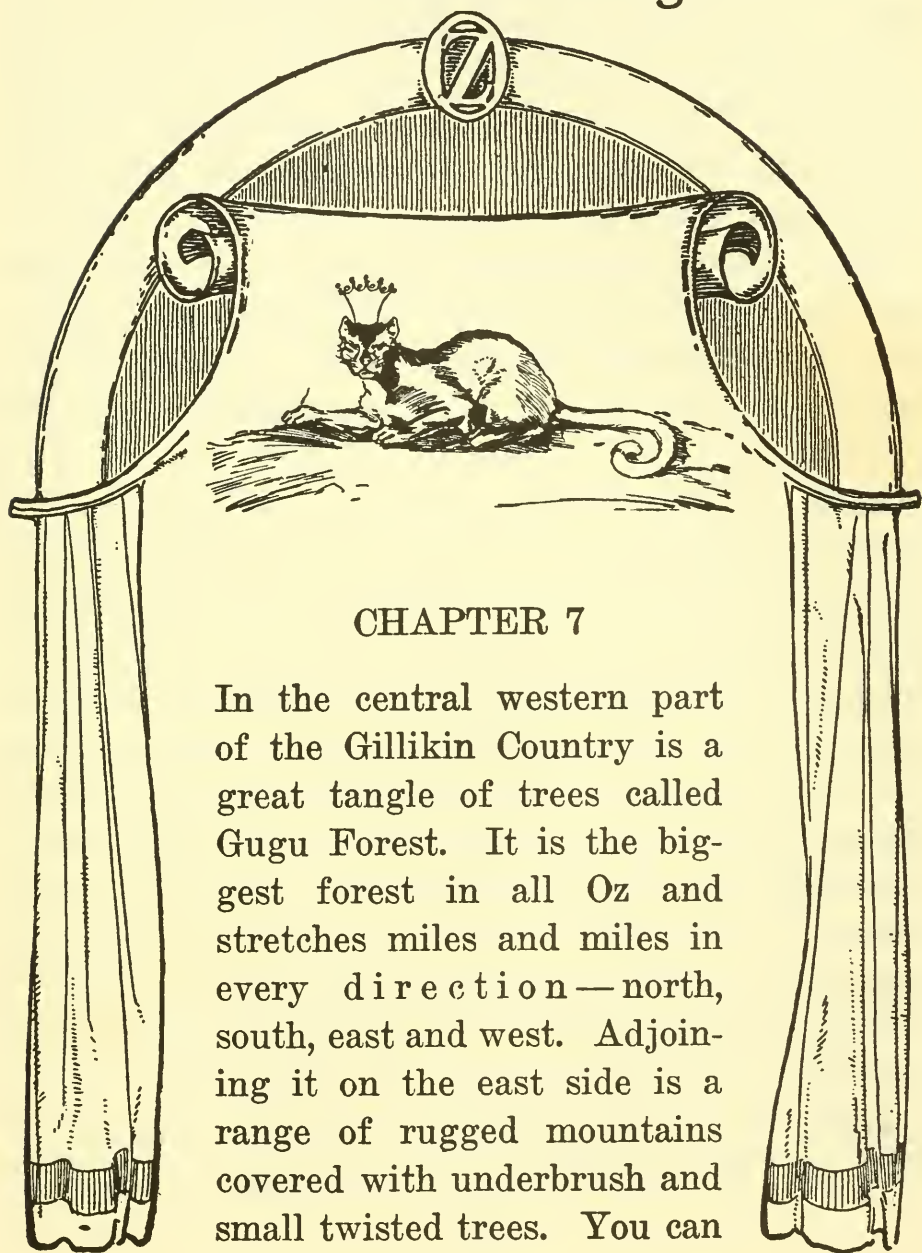 OZ
CHAPTER 7
In the central western part
of the Gillikin Country is a
great tangle of trees called
Gugu Forest. It is the big-
gest forest in all Oz and
stretches miles and miles in
every direction—north,
south, east and west. Adjoin-
ing it on the east side is a
range of rugged mountains
covered with underbrush and
small twisted trees. You can